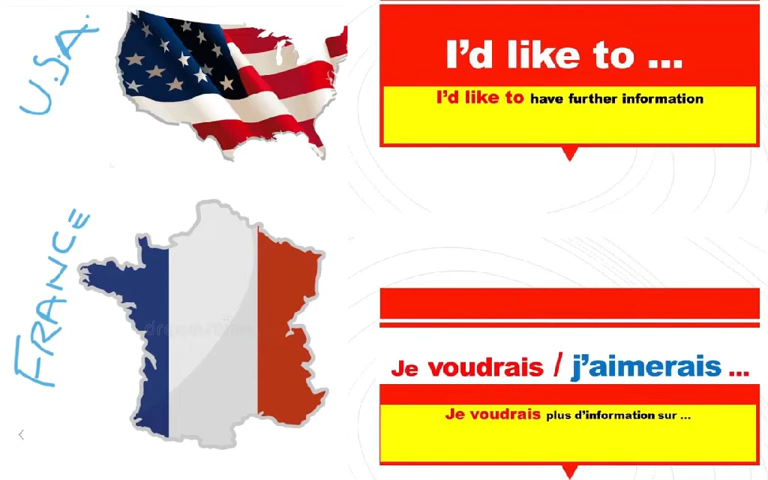 U.S.A.
I'd like to ...
I'd like to have further information
FRANCE
Je voudrais / j'aimerais ...
Je voudrais plus d'information sur ...